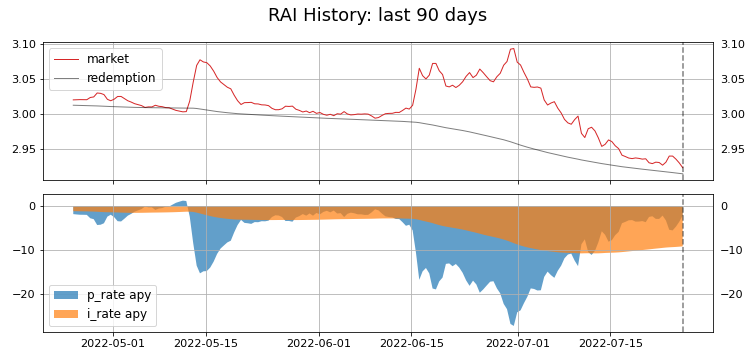 RAI History: last 90 days
3.10
3.05
3.00
2.95
market
redemption
3.10
3.05
3.00
2.95
0
−10
−20
p_rate apy
i_rate apy
0
−10
−20
2022-05-01 2022-05-15 2022-06-01 2022-06-15 2022-07-01 2022-07-15